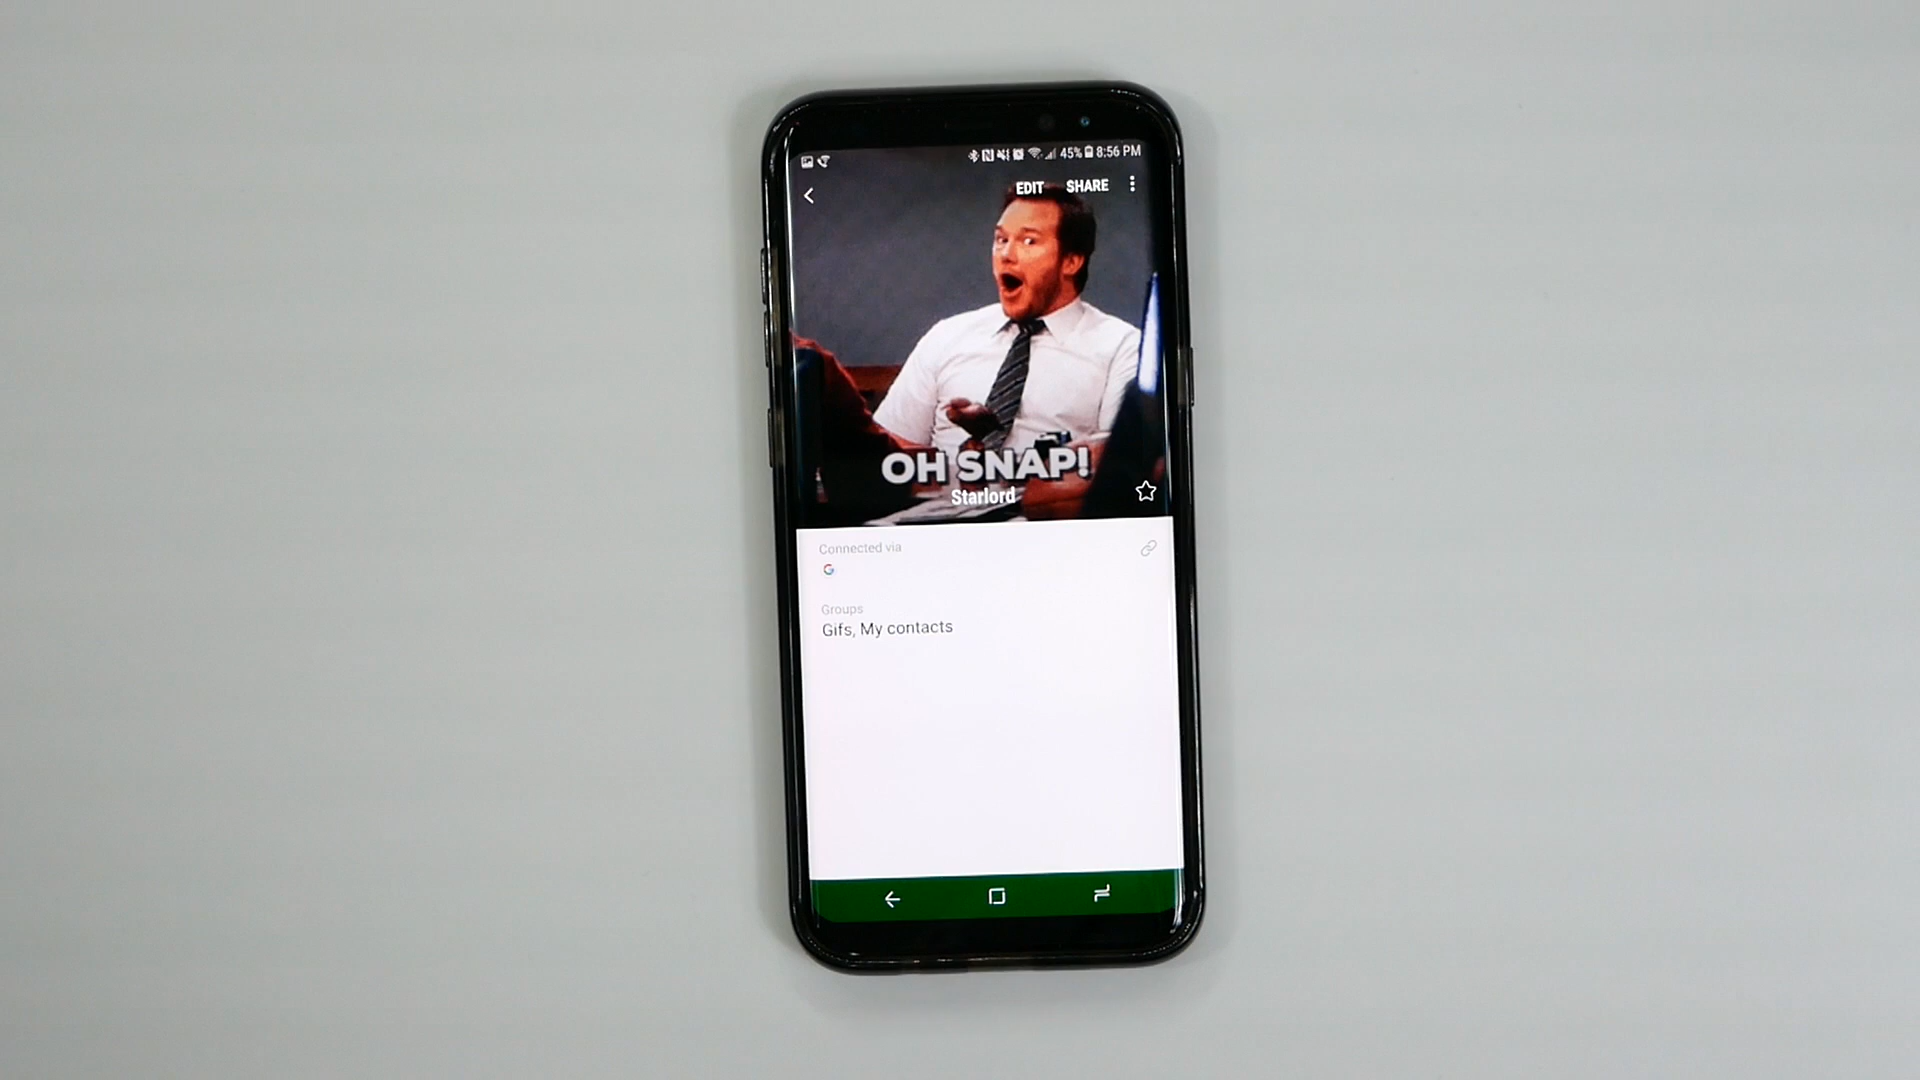 45% 8:56 PM
EDIT SHARE
OH SNAP!
Starlord
Connected via
G
Groups
Gifs, My contacts